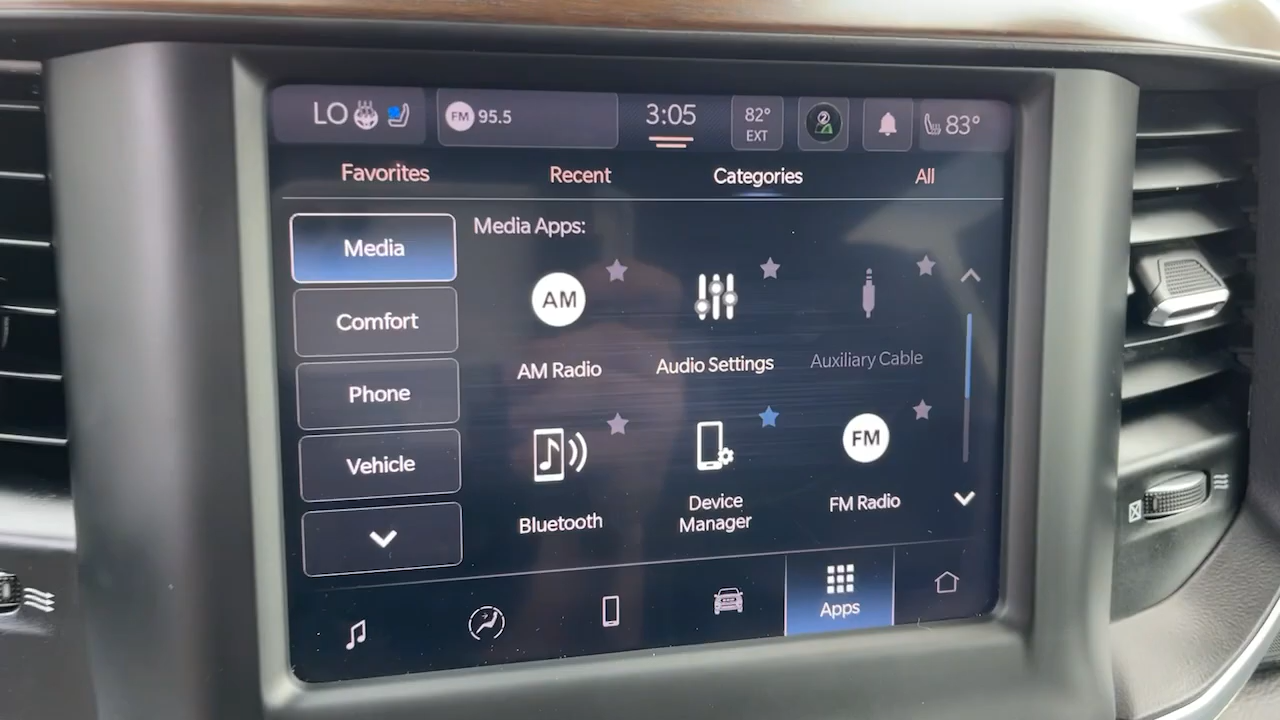 LO
FM 95.5
3:05
82°
EXT
2
83°
Favorites Recent Categories All
Media
Media Apps:
Comfort
Phone
Vehicle
AM
AM Radio
Audio Settings
Auxiliary Cable
Bluetooth
Device
Manager
FM
FM Radio
Apps